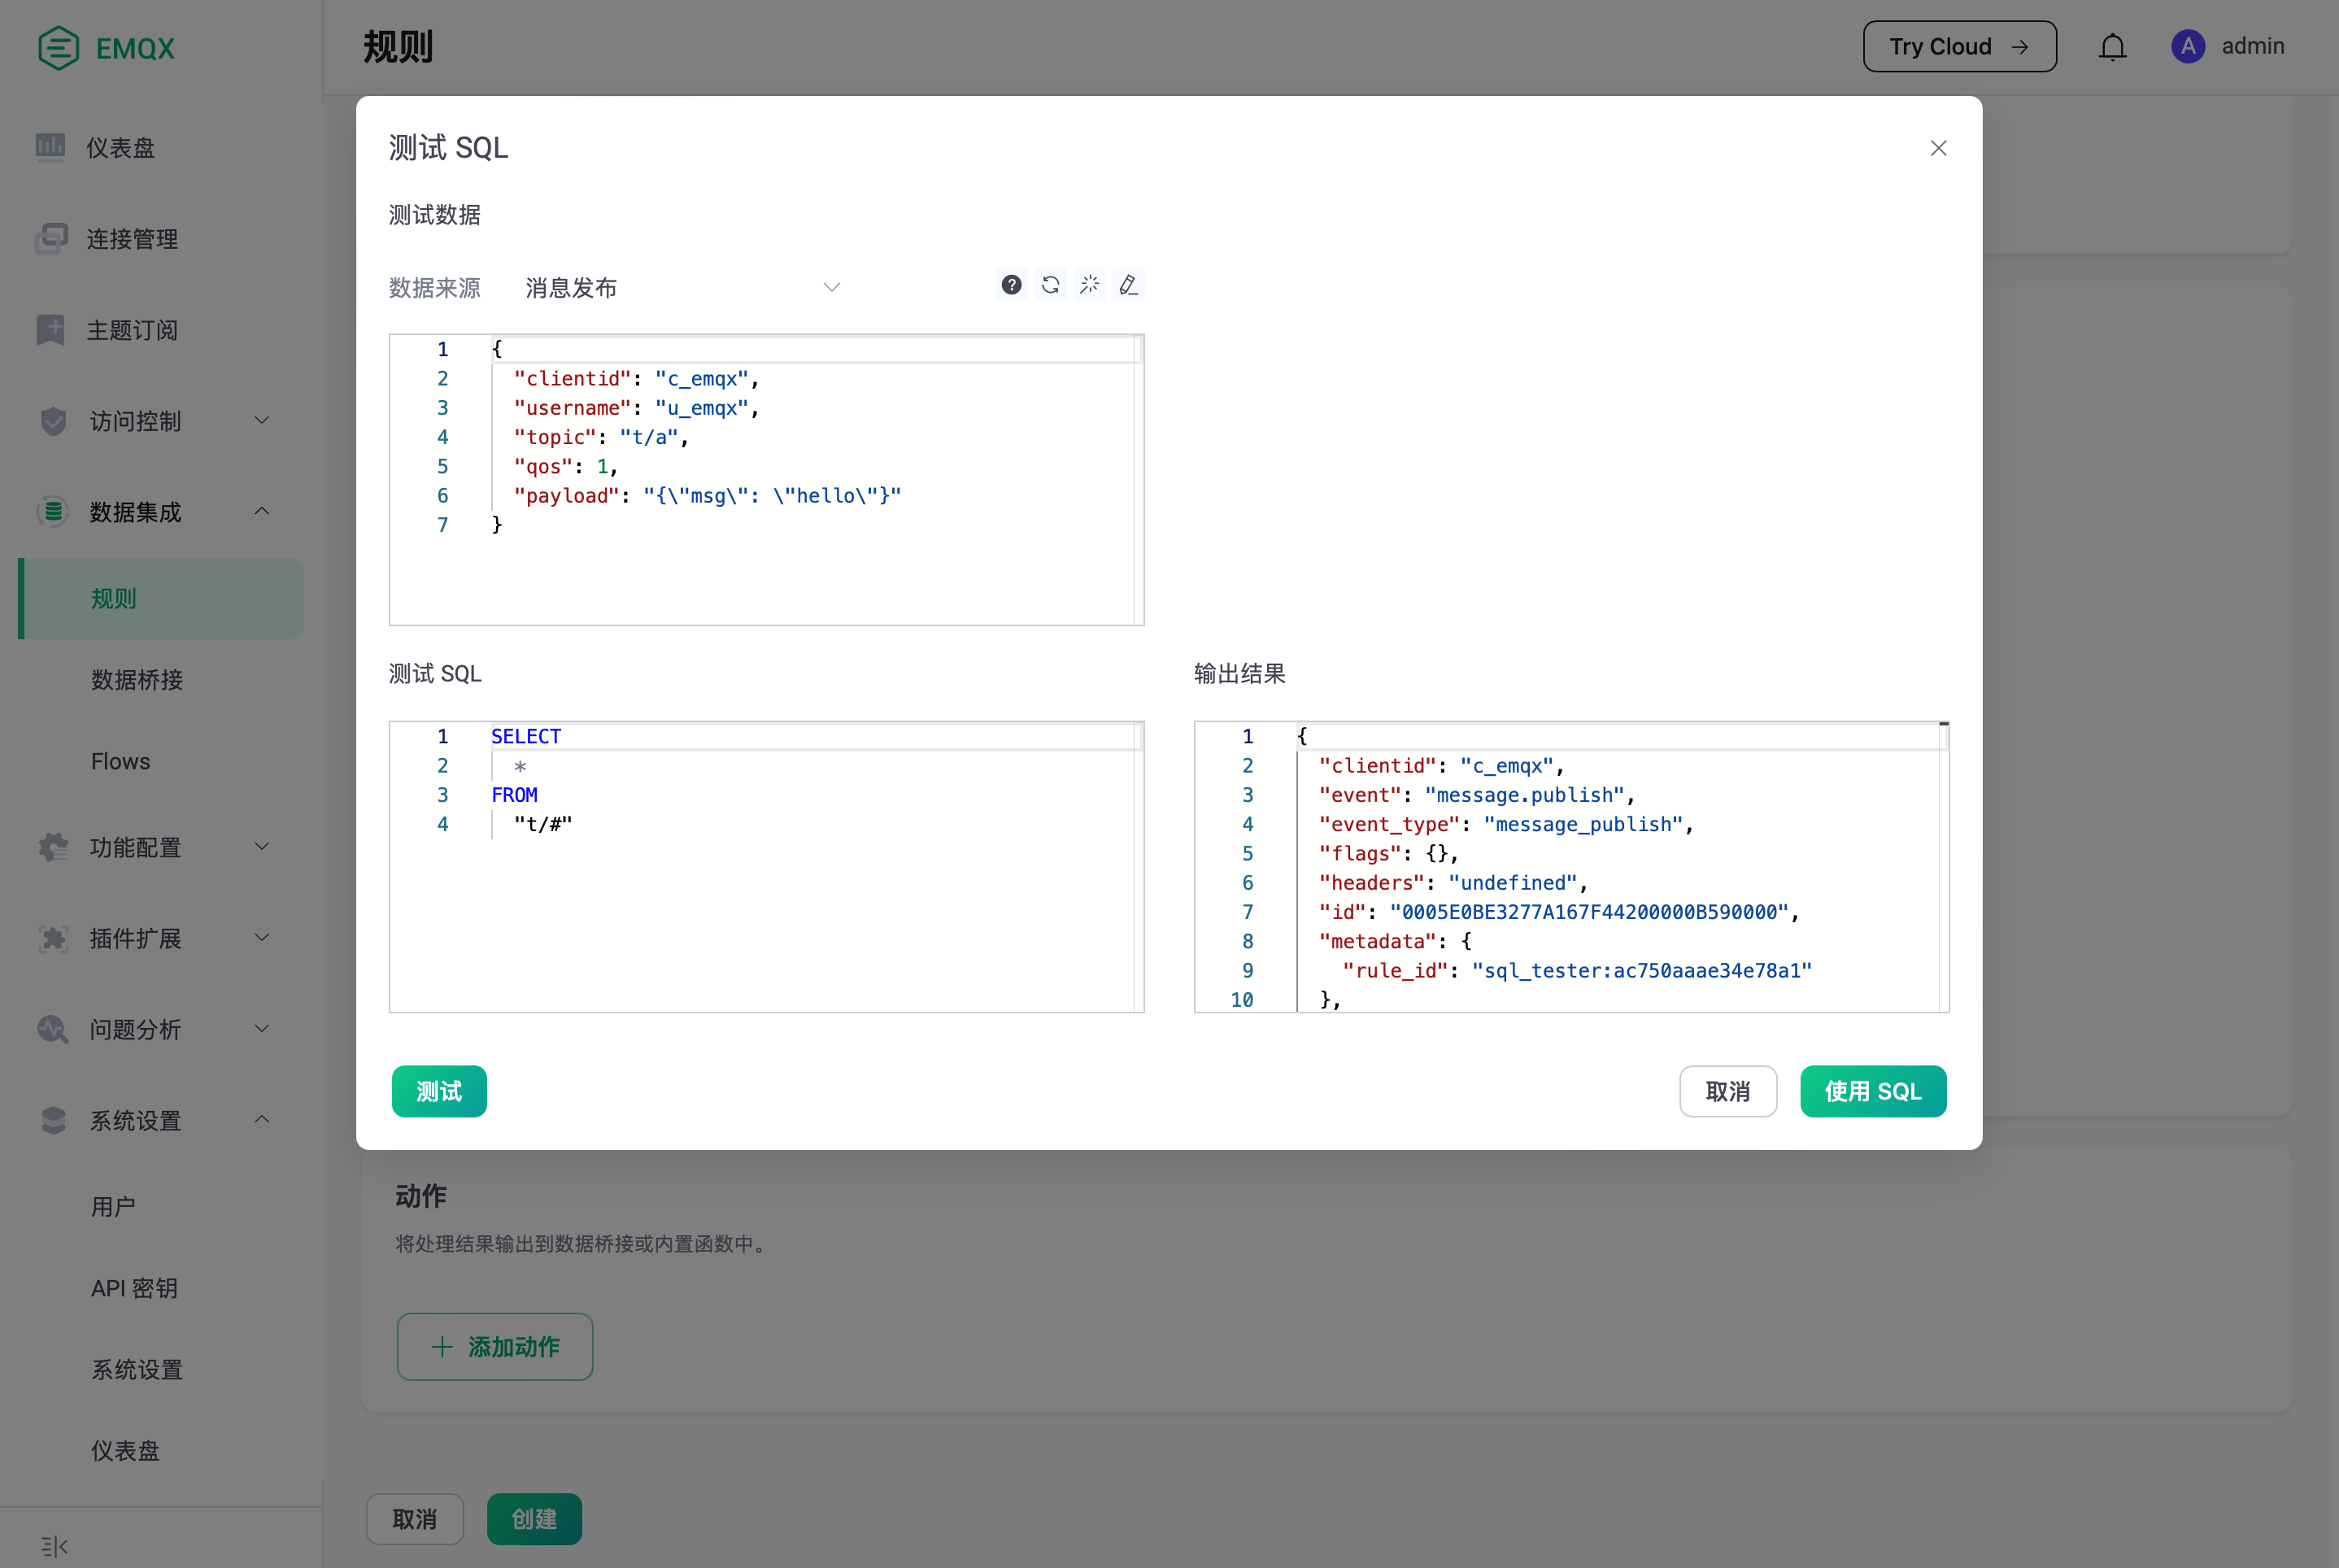 EMQX
规则
Try Cloud →
A
admin
仪表盘
连接管理
主题订阅
访问控制
数据集成
规则
数据桥接
Flows
功能配置
插件扩展
问题分析
系统设置
用户
API 密钥
系统设置
仪表盘
测试 SQL
测试数据
数据来源 消息发布
?
1 {
2 "clientid": "c_emqx",
3 "username": "u_emqx",
4 "topic": "t/a",
5 "qos": 1,
6 "payload": "{\"msg\": \"hello\"}"
7 }
测试 SQL
1 SELECT
2 *
3 FROM
4 "t/#"
输出结果
1 {
2 "clientid": "c_emqx",
3 "event": "message.publish",
4 "event_type": "message_publish",
5 "flags": {},
6 "headers": "undefined",
7 "id": "0005E0BE3277A167F44200000B590000",
8 "metadata": {
9 "rule_id": "sql_tester:ac750aaae34e78a1"
10 },
测试
取消
使用 SQL
动作
将处理结果输出到数据桥接或内置函数中。
+ 添加动作
取消
创建